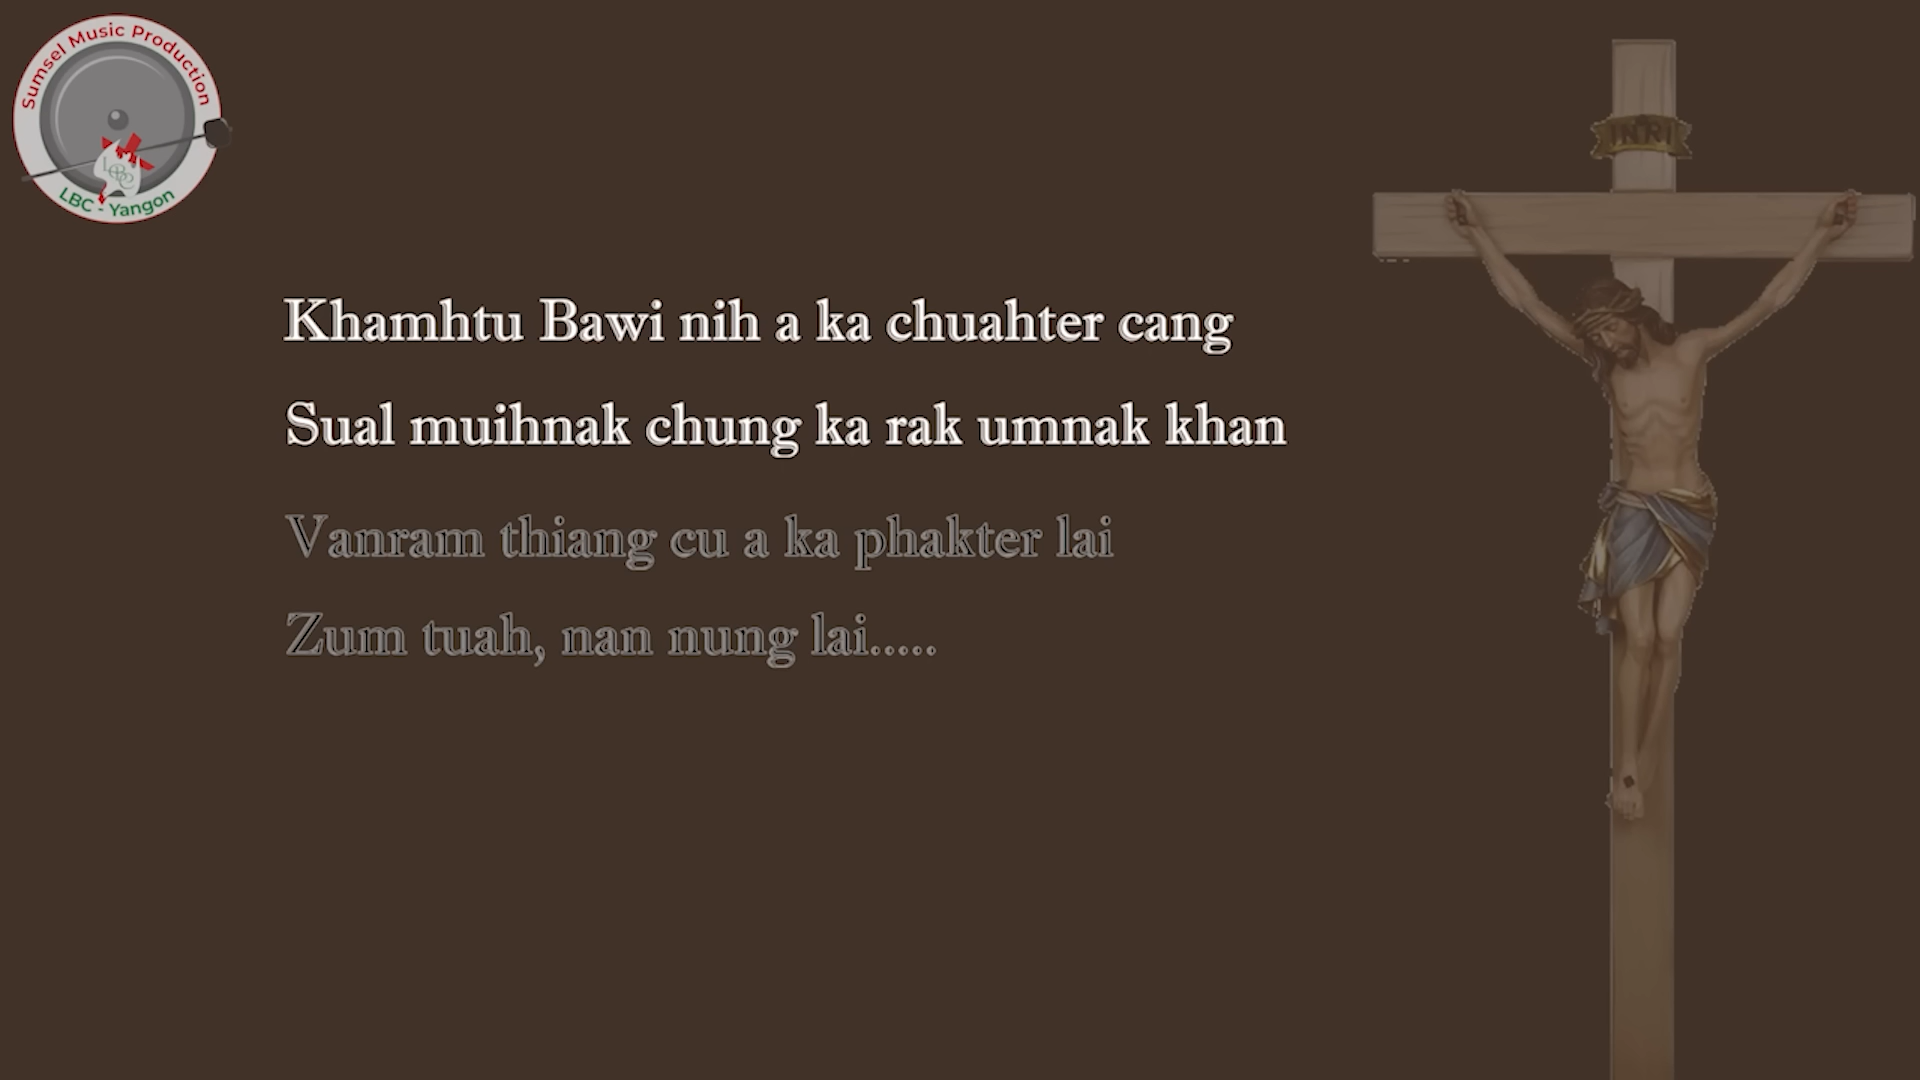 Sumsel Music Production
LBC - Yangon
INRI
Khamhtu Bawi nih a ka chuahter cang
Sual muihnak chung ka rak umnak khan
Vanram thiang cu a ka phakter lai
Zum tuah, nan nung lai.....